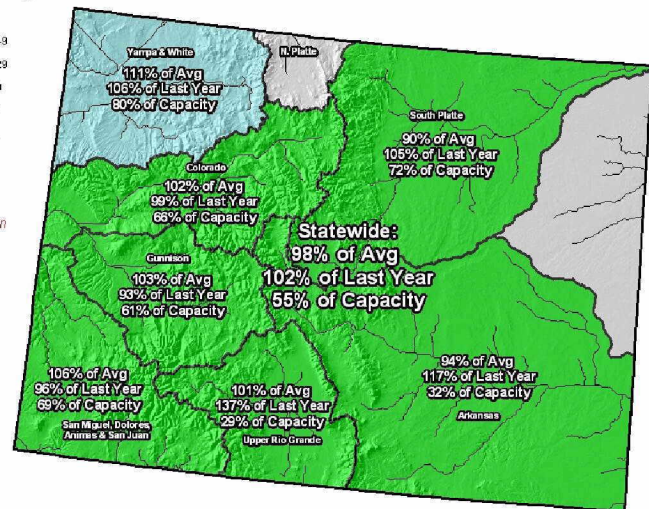 Yampa & White
111% of Avg
106% of Last Year
80% of Capacity
N. Platte
South Platte
90% of Avg
105% of Last Year
72% of Capacity
Colorado
102% of Avg
99% of Last Year
66% of Capacity
Statewide:
98% of Avg
102% of Last Year
55% of Capacity
Gunnison
103% of Avg
93% of Last Year
61% of Capacity
106% of Avg
96% of Last Year
69% of Capacity
San Miguel, Dolores,
Animas & San Juan
101% of Avg
137% of Last Year
29% of Capacity
Upper Rio Grande
94% of Avg
117% of Last Year
32% of Capacity
Arkansas